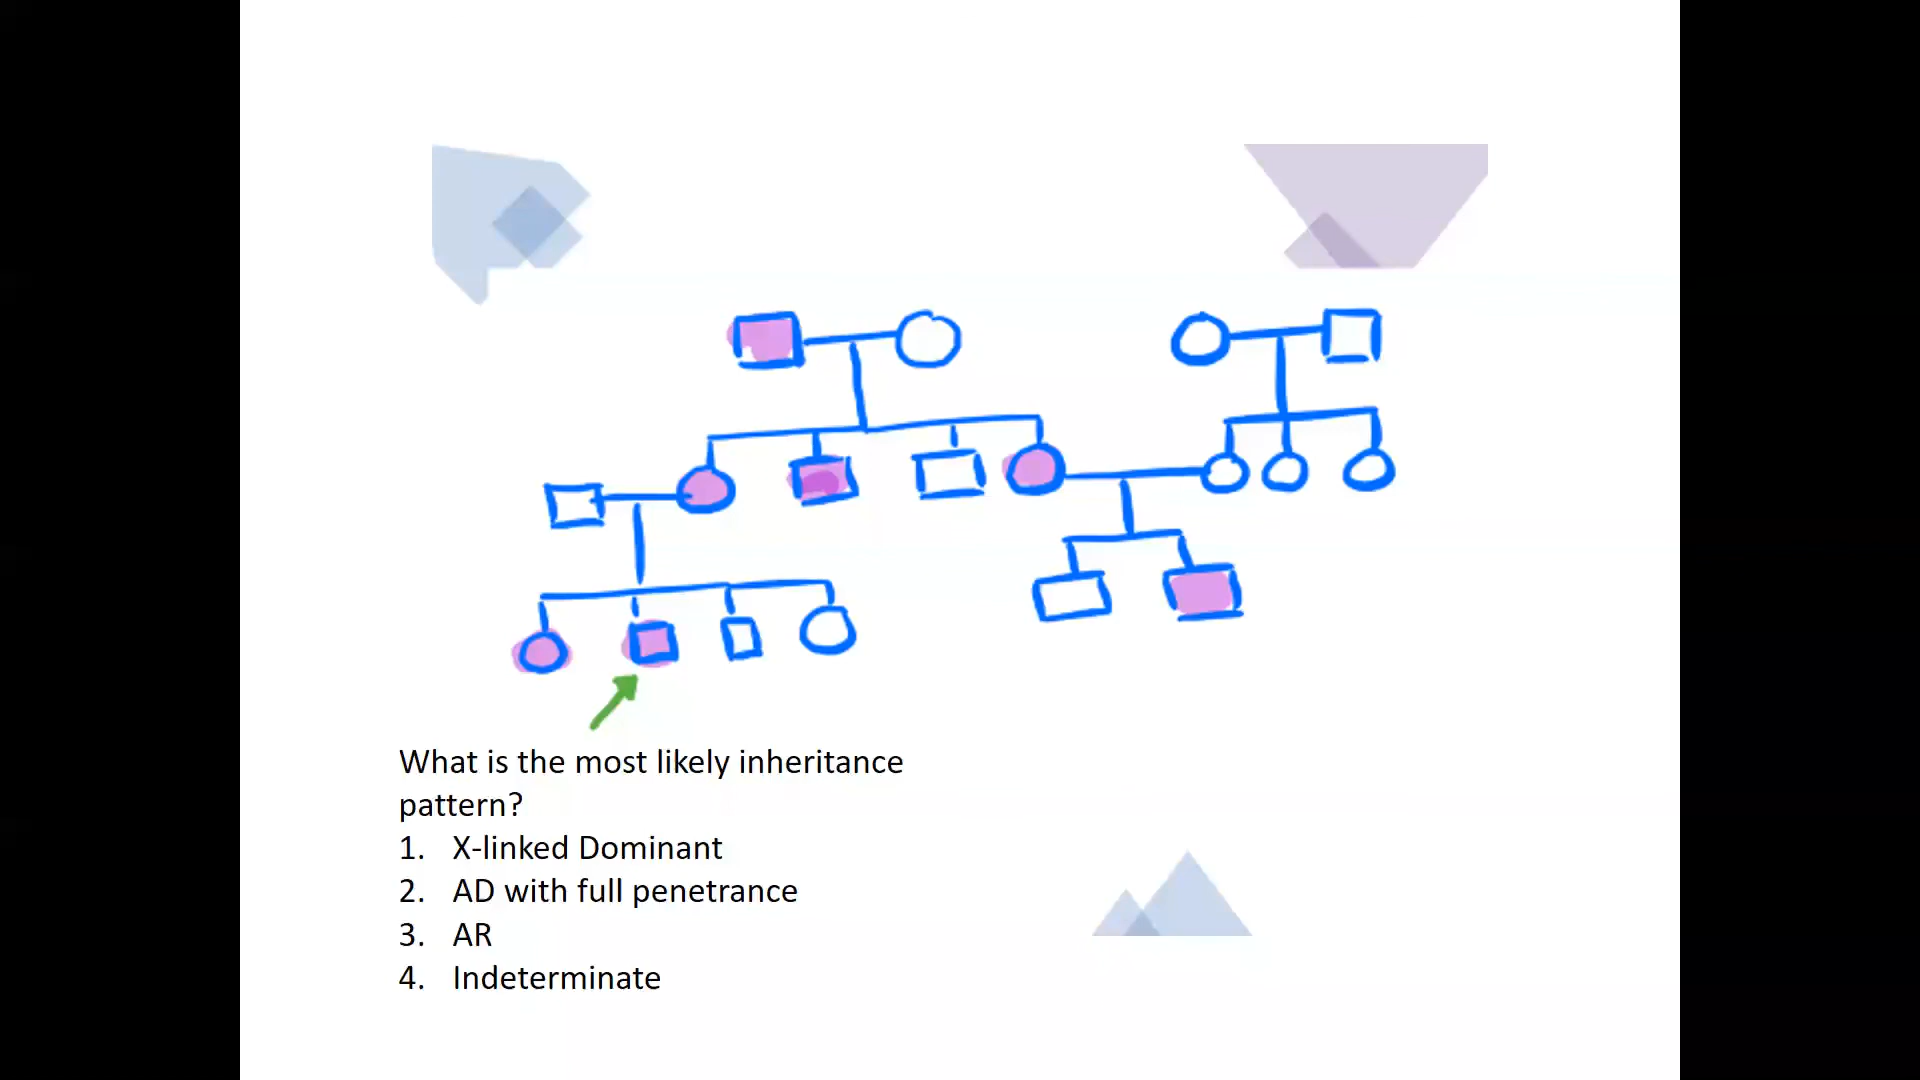 What is the most likely inheritance
pattern?
1. X-linked Dominant
2. AD with full penetrance
3. AR
4. Indeterminate